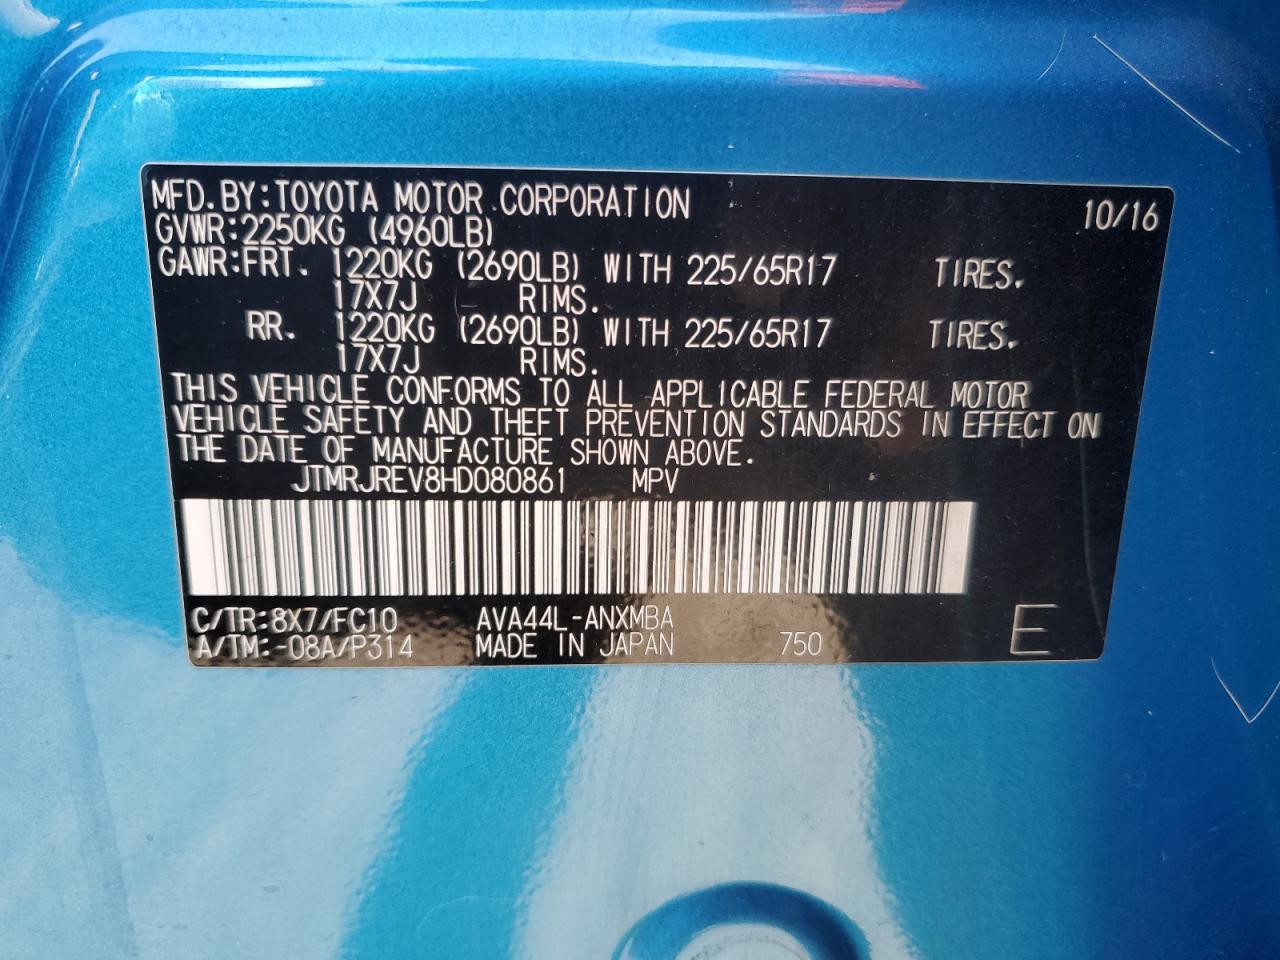 MFD. BY: TOYOTA MOTOR CORPORATION 10/16
GVWR: 2250KG (4960LB)
GAWR: FRT. 1220KG (2690LB) WITH 225/65R17 TIRES.
17X7J RIMS.
RR. 1220KG (2690LB) WITH 225/65R17 TIRES.
17X7J RIMS.
THIS VEHICLE CONFORMS TO ALL APPLICABLE FEDERAL MOTOR
VEHICLE SAFETY AND THEFT PREVENTION STANDARDS IN EFFECT ON
THE DATE OF MANUFACTURE SHOWN ABOVE.
JTMRJREV8HD080861 MPV
C/TR: 8X7/FC10 AVA44L-ANXMBA
A/TM: -08A/P314 MADE IN JAPAN 750 E